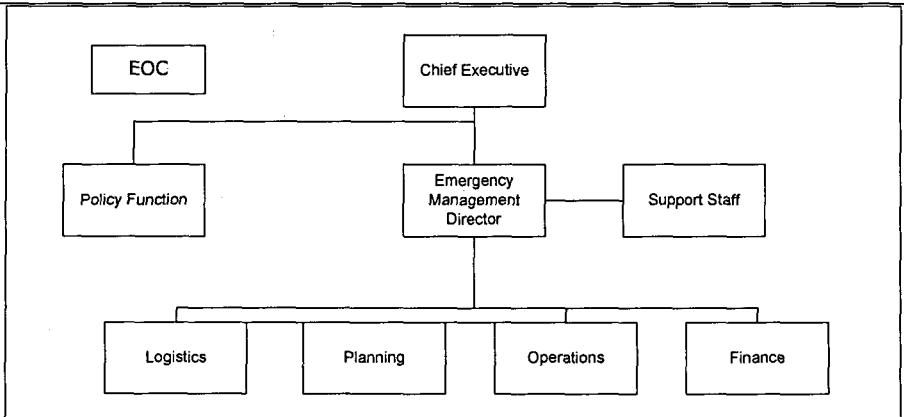 EOC
Chief Executive
Policy Function
Emergency
Management
Director
Support Staff
Logistics
Planning
Operations
Finance